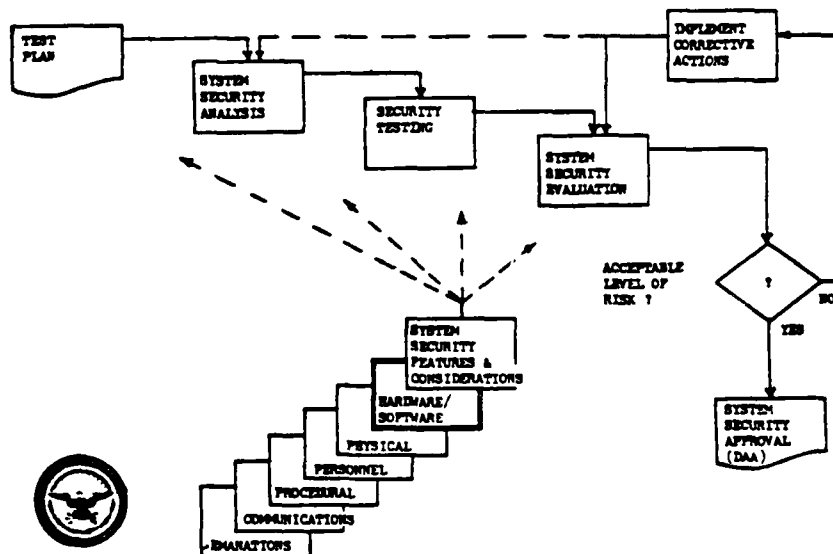 TEST
PLAN
IMPLEMENT
CORRECTIVE
ACTIONS
SYSTEM
SECURITY
ANALYSIS
SECURITY
TESTING
SYSTEM
SECURITY
EVALUATION
ACCEPTABLE
LEVEL OF
RISK ?
?
NO
YES
SYSTEM
SECURITY
FEATURES &
CONSIDERATIONS
HARDWARE/
SOFTWARE
PHYSICAL
PERSONNEL
PROCEDURAL
COMMUNICATIONS
EMANATIONS
SYSTEM
SECURITY
APPROVAL
(DAA)